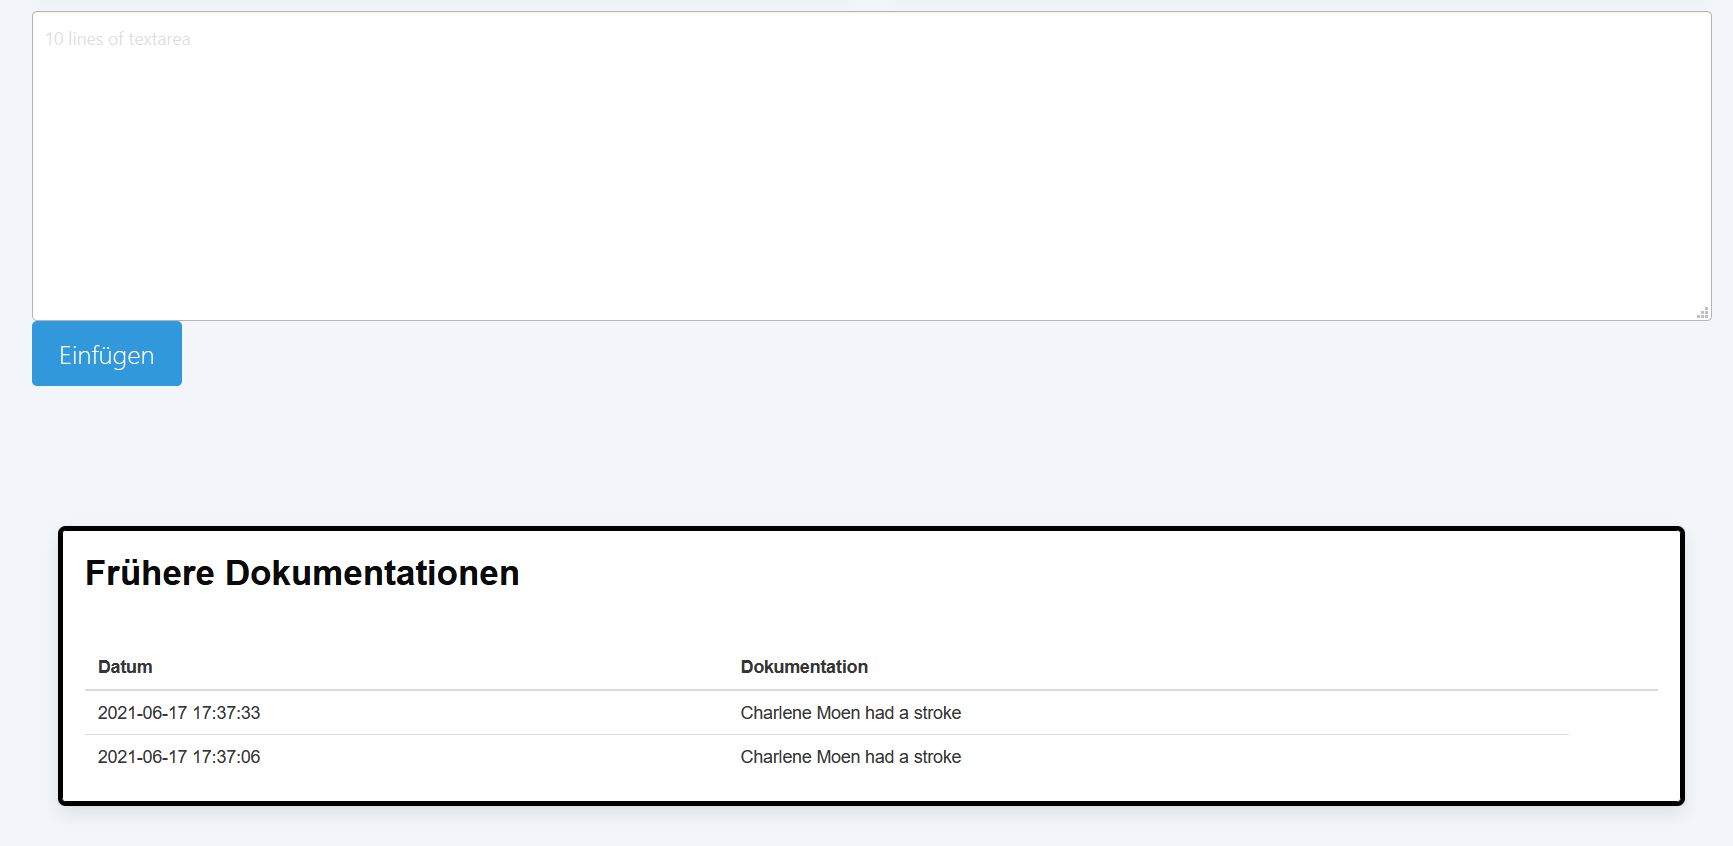 10 lines of textarea
Einfügen
Frühere Dokumentationen
Datum Dokumentation
2021-06-17 17:37:33 Charlene Moen had a stroke
2021-06-17 17:37:06 Charlene Moen had a stroke